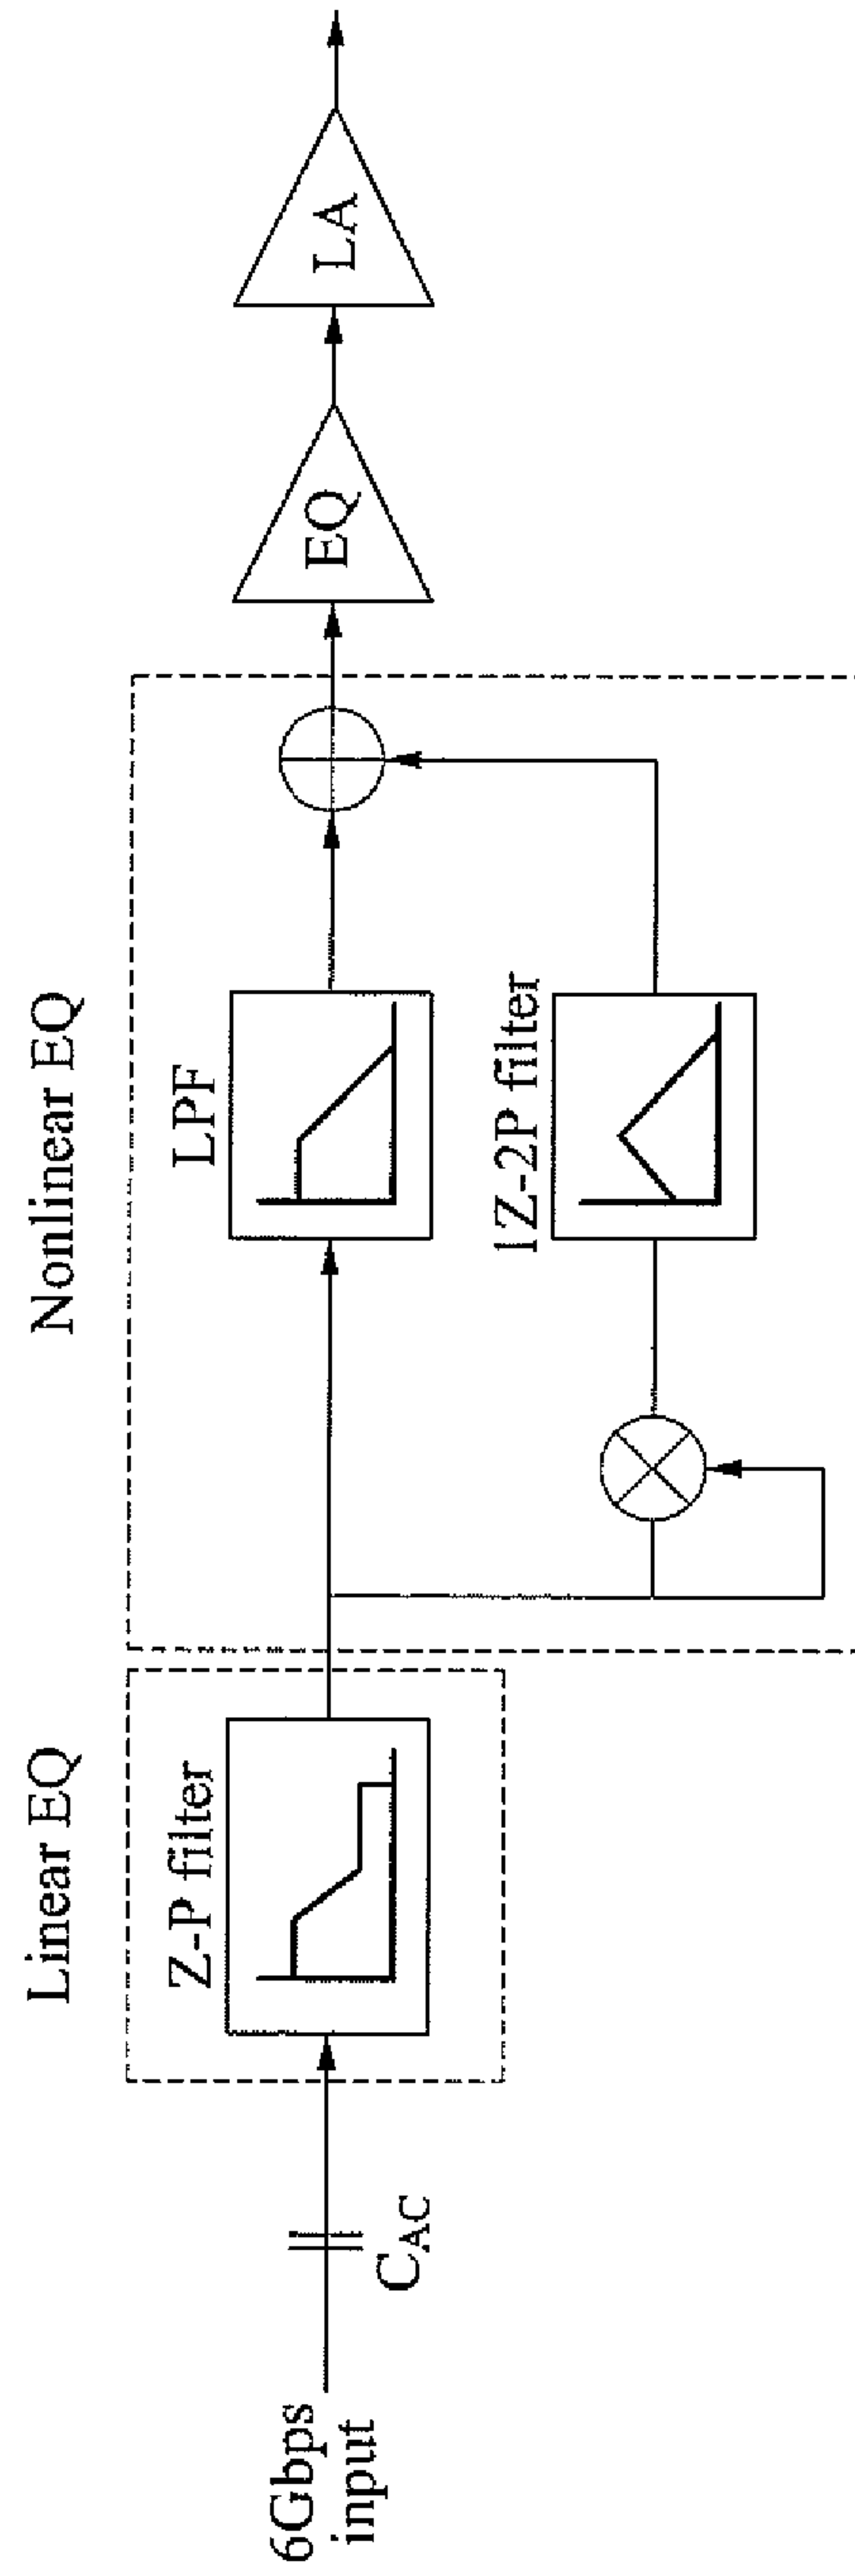 Linear EQ
Nonlinear EQ
Z-P filter
LPF
1Z-2P filter
6Gbps
input
C_AC
EQ
LA